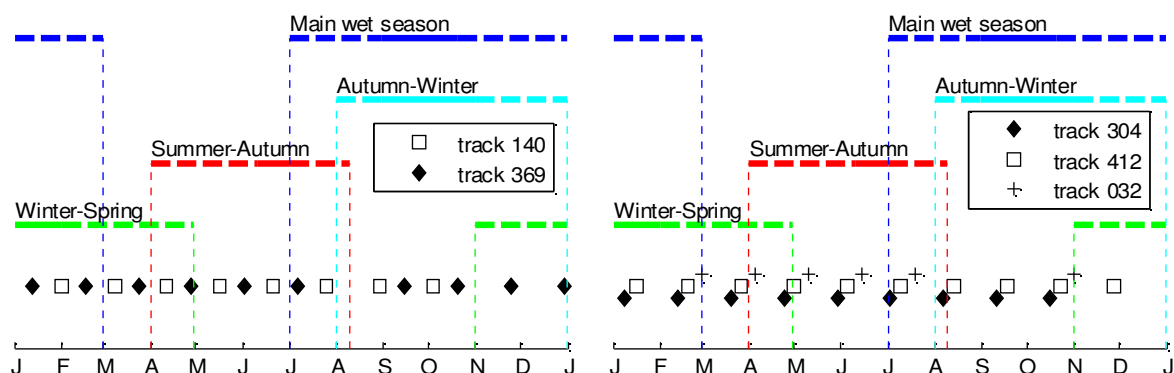 Main wet season
Autumn-Winter
track 140
track 369
Summer-Autumn
Winter-Spring
J F M A M J J A S O N D J
Main wet season
Autumn-Winter
track 304
track 412
track 032
Summer-Autumn
Winter-Spring
J F M A M J J A S O N D J